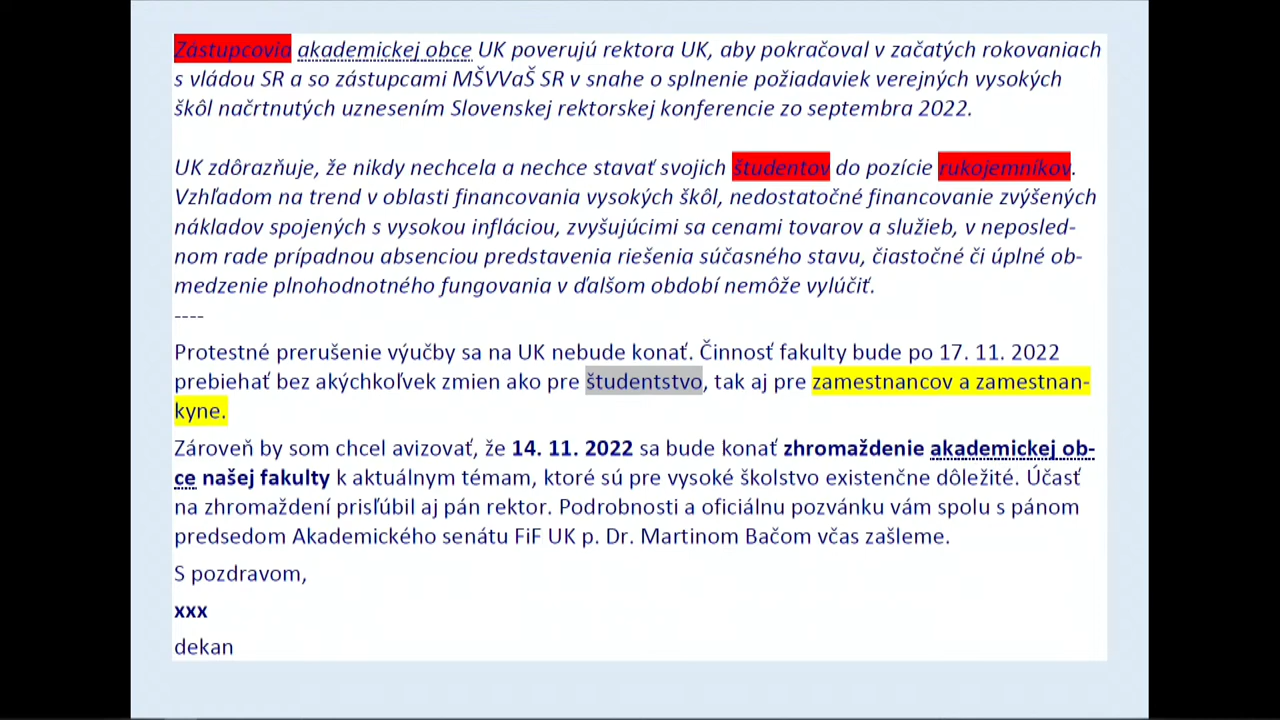 Zástupcovia akademickej obce UK poverujú rektora UK, aby pokračoval v začatých rokovaniach
s vládou SR a so zástupcami MŠVVaŠ SR v snahe o splnenie požiadaviek verejných vysokých
škôl načrtnutých uznesením Slovenskej rektorskej konferencie zo septembra 2022.
UK zdôrazňuje, že nikdy nechcela a nechce stavať svojich študentov do pozície rukojemníkov.
Vzhľadom na trend v oblasti financovania vysokých škôl, nedostatočné financovanie zvýšených
nákladov spojených s vysokou infláciou, zvyšujúcimi sa cenami tovarov a služieb, v neposled-
nom rade prípadnou absenciou predstavenia riešenia súčasného stavu, čiastočné či úplné ob-
medzenie plnohodnotného fungovania v ďalšom období nemôže vylúčiť.
----
Protestné prerušenie výučby sa na UK nebude konať. Činnosť fakulty bude po 17. 11. 2022
prebiehať bez akýchkoľvek zmien ako pre študentstvo, tak aj pre zamestnancov a zamestnan-
kyne.
Zároveň by som chcel avizovať, že 14. 11. 2022 sa bude konať zhromaždenie akademickej ob-
ce našej fakulty k aktuálnym témam, ktoré sú pre vysoké školstvo existenčne dôležité. Účasť
na zhromaždení prisľúbil aj pán rektor. Podrobnosti a oficiálnu pozvánku vám spolu s pánom
predsedom Akademického senátu FiF UK p. Dr. Martinom Bačom včas zašleme.
S pozdravom,
xxx
dekan